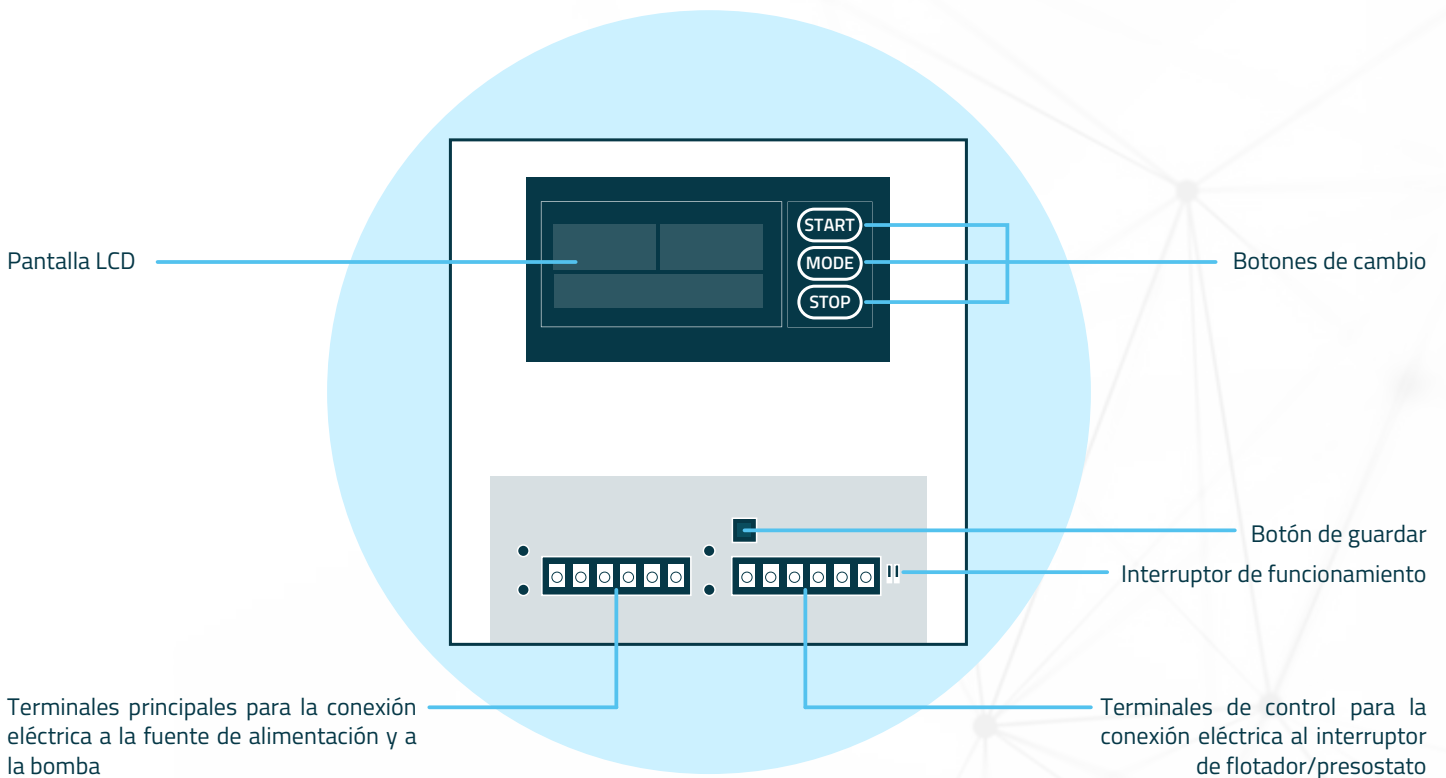 START
Pantalla LCD
MODE
Botones de cambio
STOP
Botón de guardar
Interruptor de funcionamiento
Terminales principales para la conexión
eléctrica a la fuente de alimentación y a
la bomba
Terminales de control para la
conexión eléctrica al interruptor
de flotador/presostato